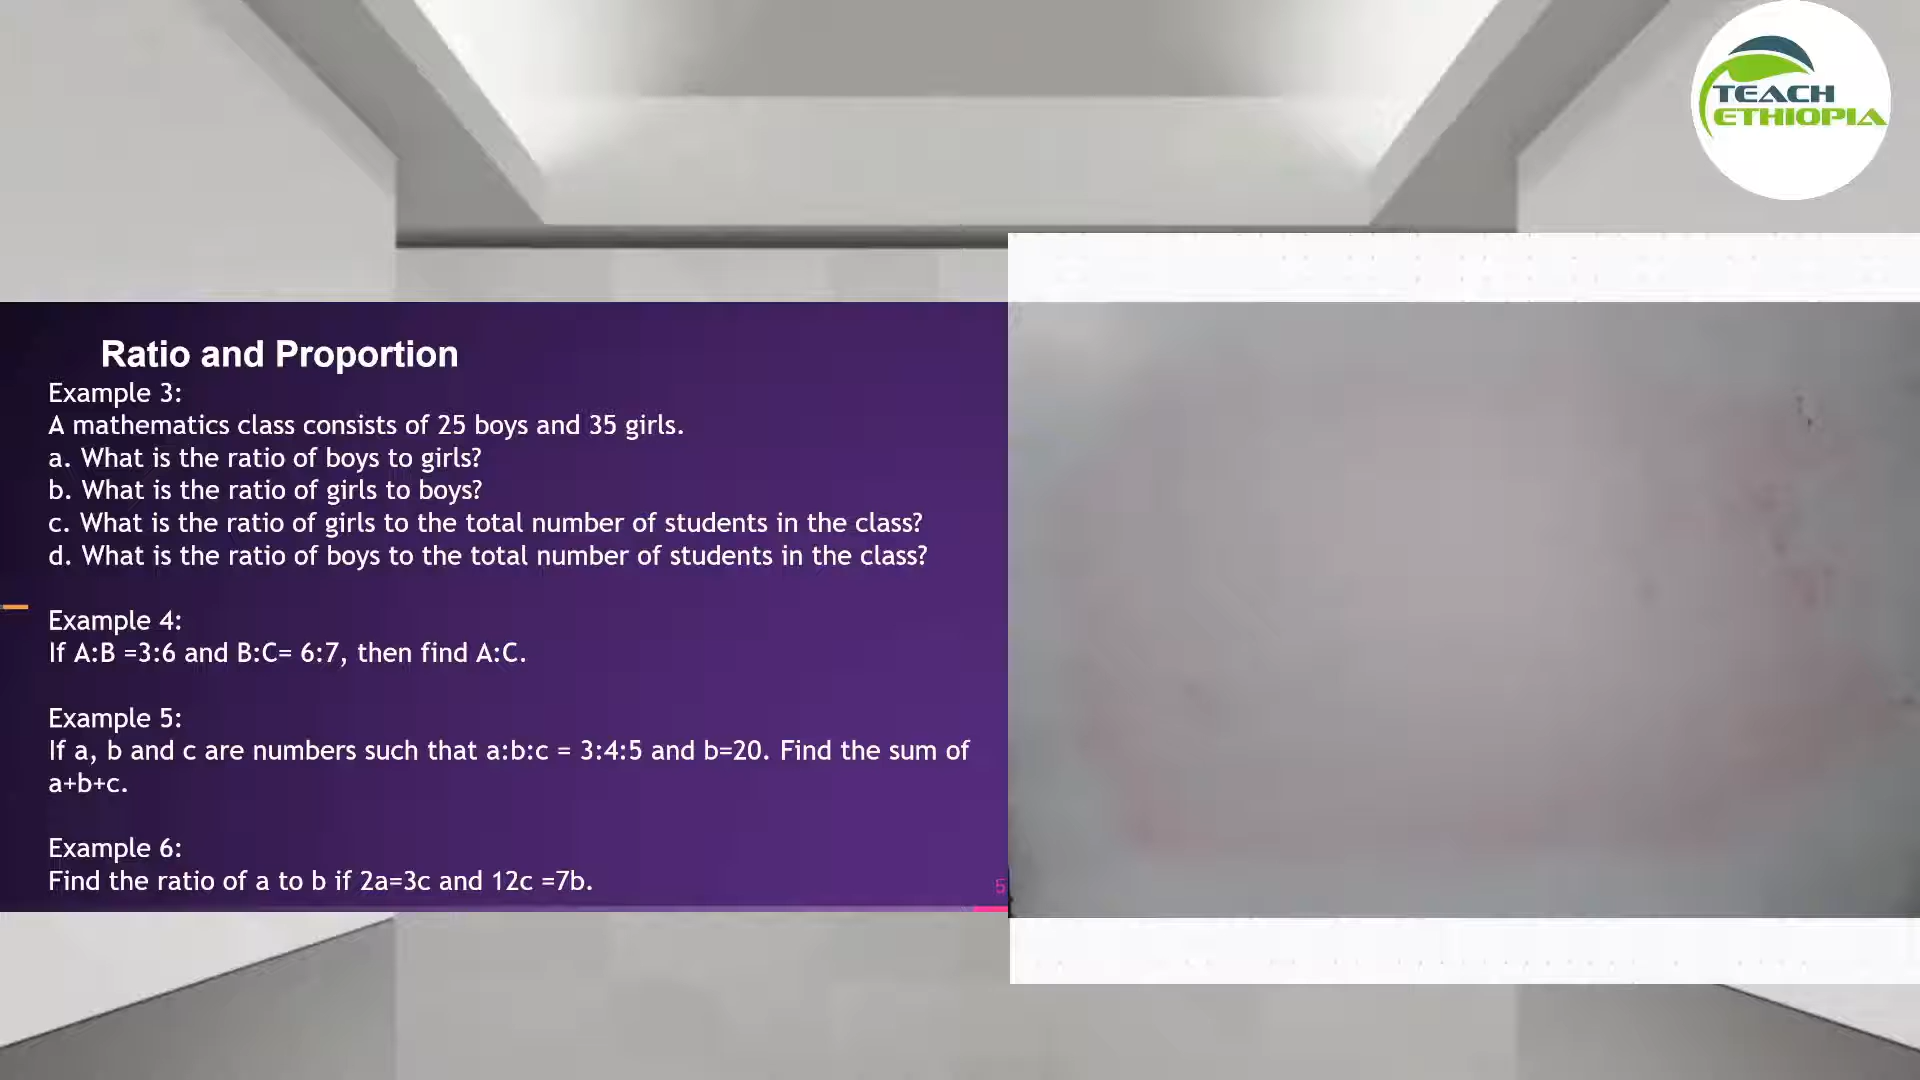 TEACH
ETHIOPIA
Ratio and Proportion
Example 3:
A mathematics class consists of 25 boys and 35 girls.
a. What is the ratio of boys to girls?
b. What is the ratio of girls to boys?
c. What is the ratio of girls to the total number of students in the class?
d. What is the ratio of boys to the total number of students in the class?
Example 4:
If A:B =3:6 and B:C= 6:7, then find A:C.
Example 5:
If a, b and c are numbers such that a:b:c = 3:4:5 and b=20. Find the sum of
a+b+c.
Example 6:
Find the ratio of a to b if 2a=3c and 12c =7b.
5